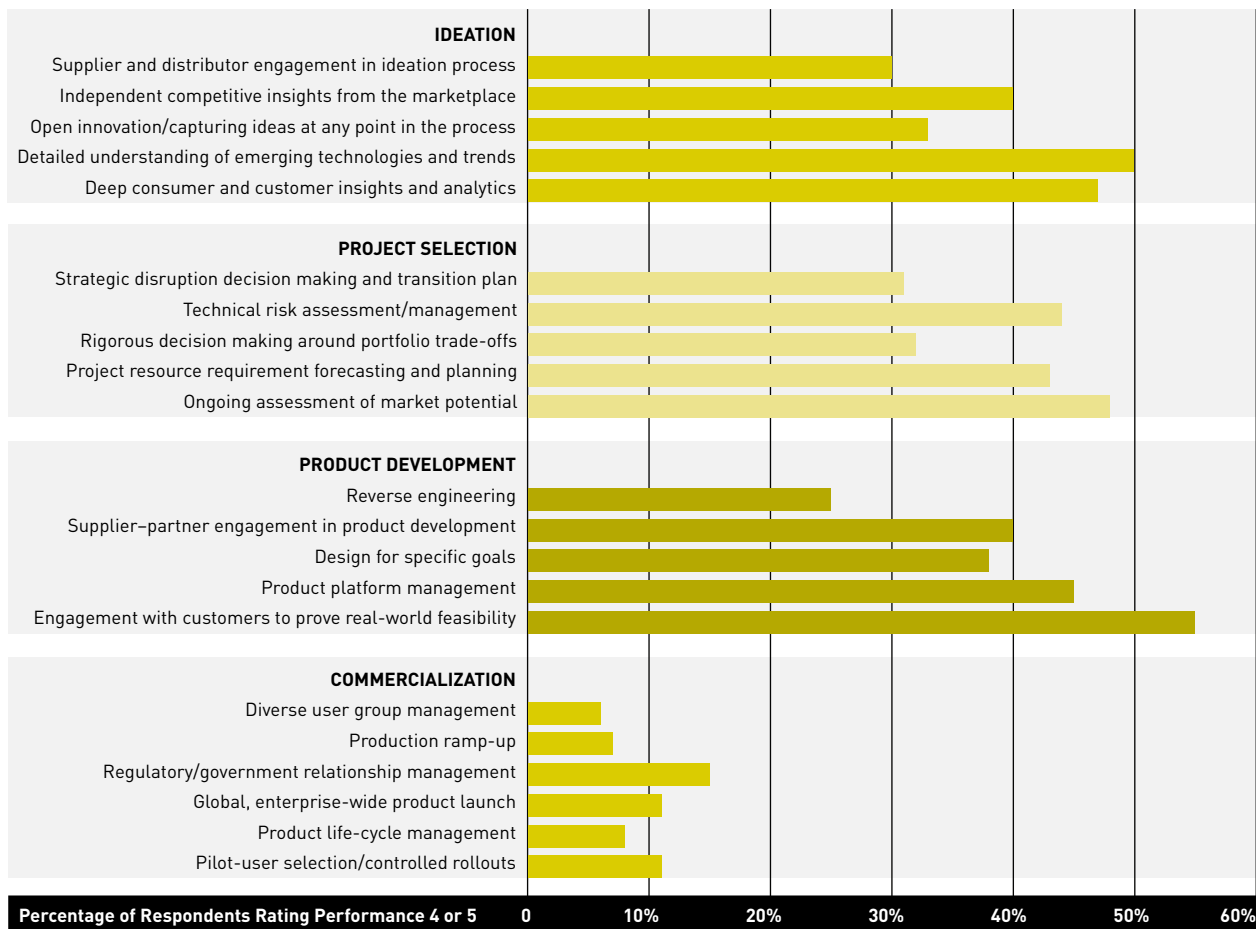 IDEATION
Supplier and distributor engagement in ideation process
Independent competitive insights from the marketplace
Open innovation/capturing ideas at any point in the process
Detailed understanding of emerging technologies and trends
Deep consumer and customer insights and analytics
PROJECT SELECTION
Strategic disruption decision making and transition plan
Technical risk assessment/management
Rigorous decision making around portfolio trade-offs
Project resource requirement forecasting and planning
Ongoing assessment of market potential
PRODUCT DEVELOPMENT
Reverse engineering
Supplier–partner engagement in product development
Design for specific goals
Product platform management
Engagement with customers to prove real-world feasibility
COMMERCIALIZATION
Diverse user group management
Production ramp-up
Regulatory/government relationship management
Global, enterprise-wide product launch
Product life-cycle management
Pilot-user selection/controlled rollouts
Percentage of Respondents Rating Performance 4 or 5 0 10% 20% 30% 40% 50% 60%